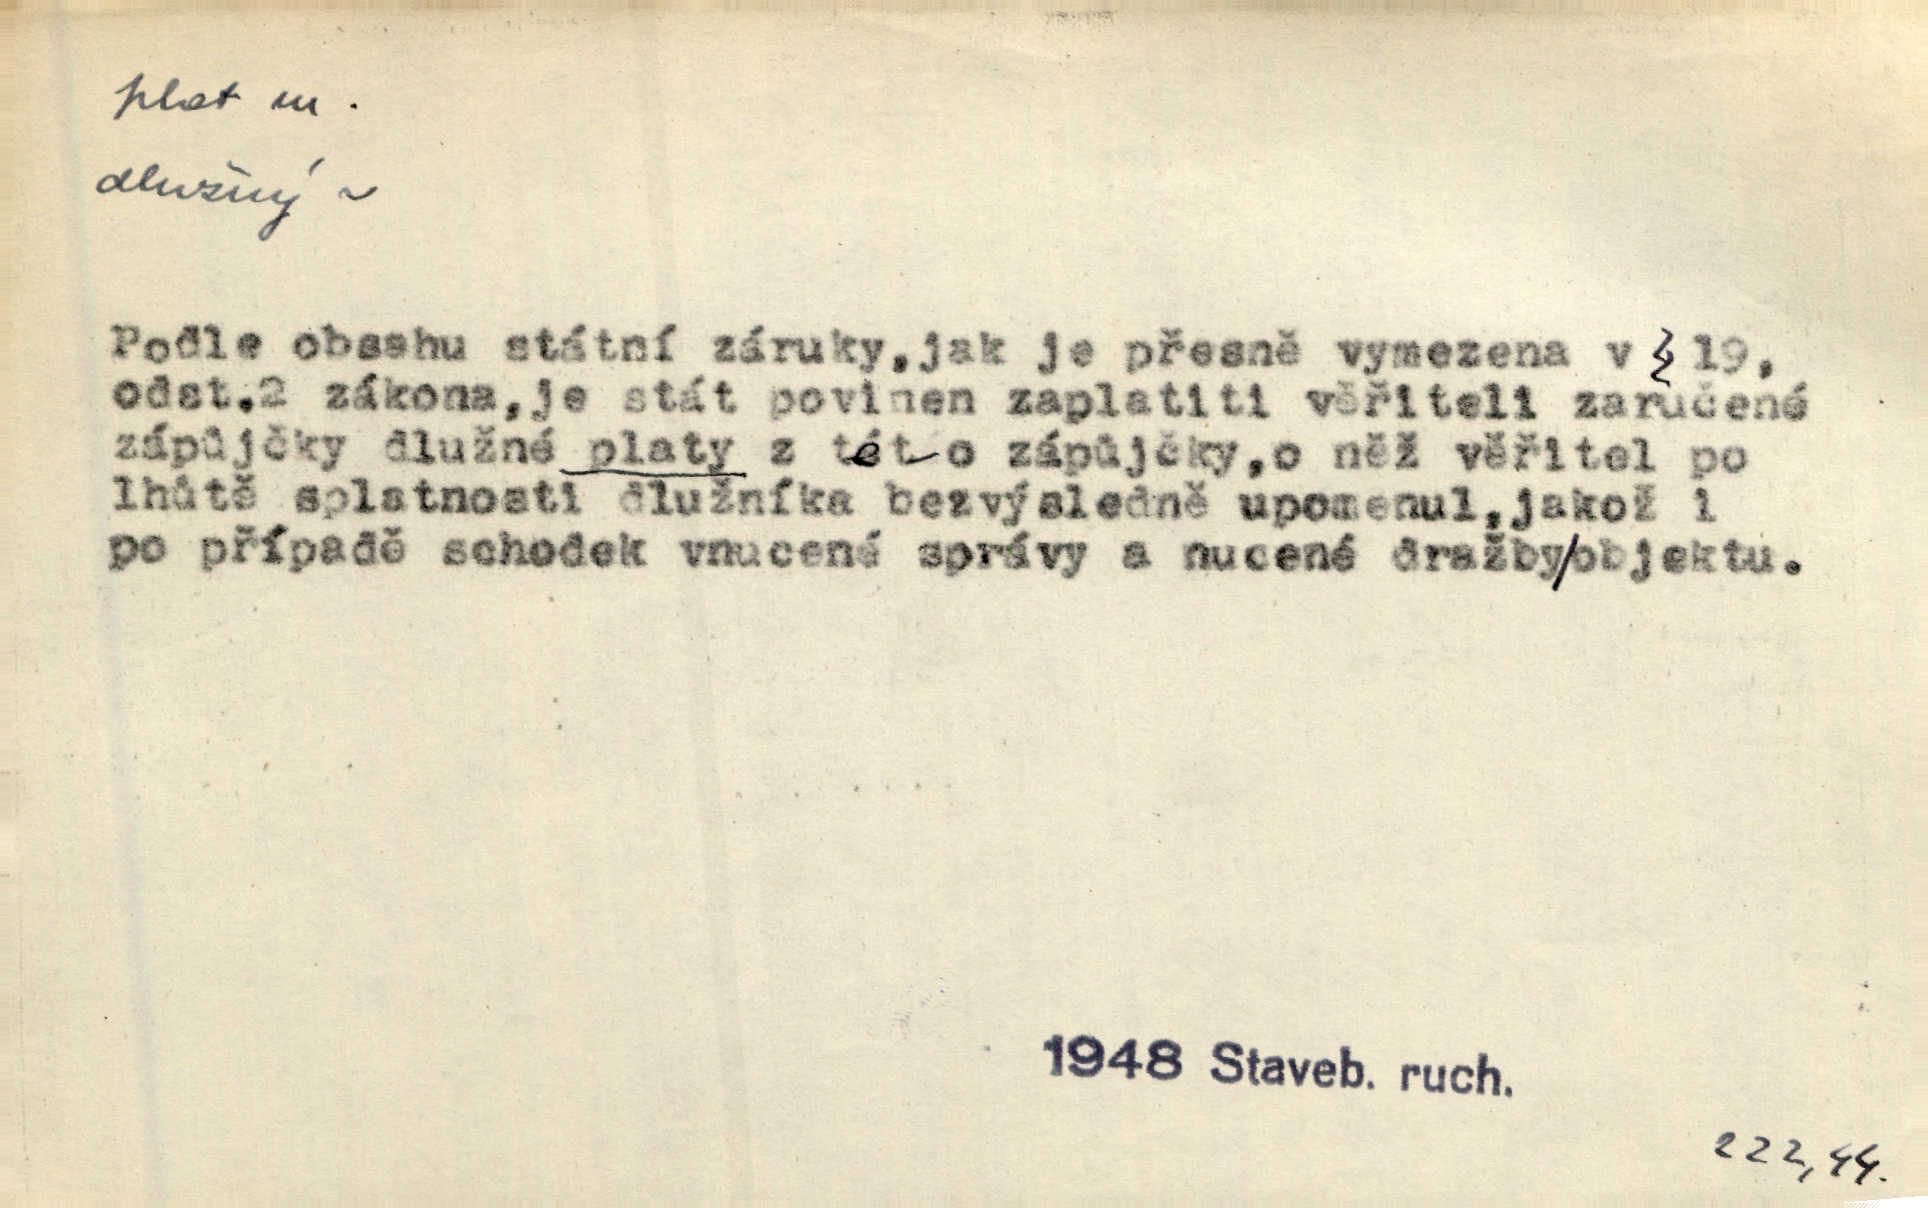 plat m.
dlužný ~
Podle obsahu státní záruky,jak je přesně vymezena v § 19,
odst.2 zákona,je stát povinen zaplatiti věřiteli zaručené
zápůjčky dlužné platy z této zápůjčky,o něž věřitel po
lhůtě splatnosti dlužníka bezvýsledně upomenul,jakož i
po případě schodek vnucené správy a nucené dražby/objektu.
1948 Staveb. ruch.
222,44.